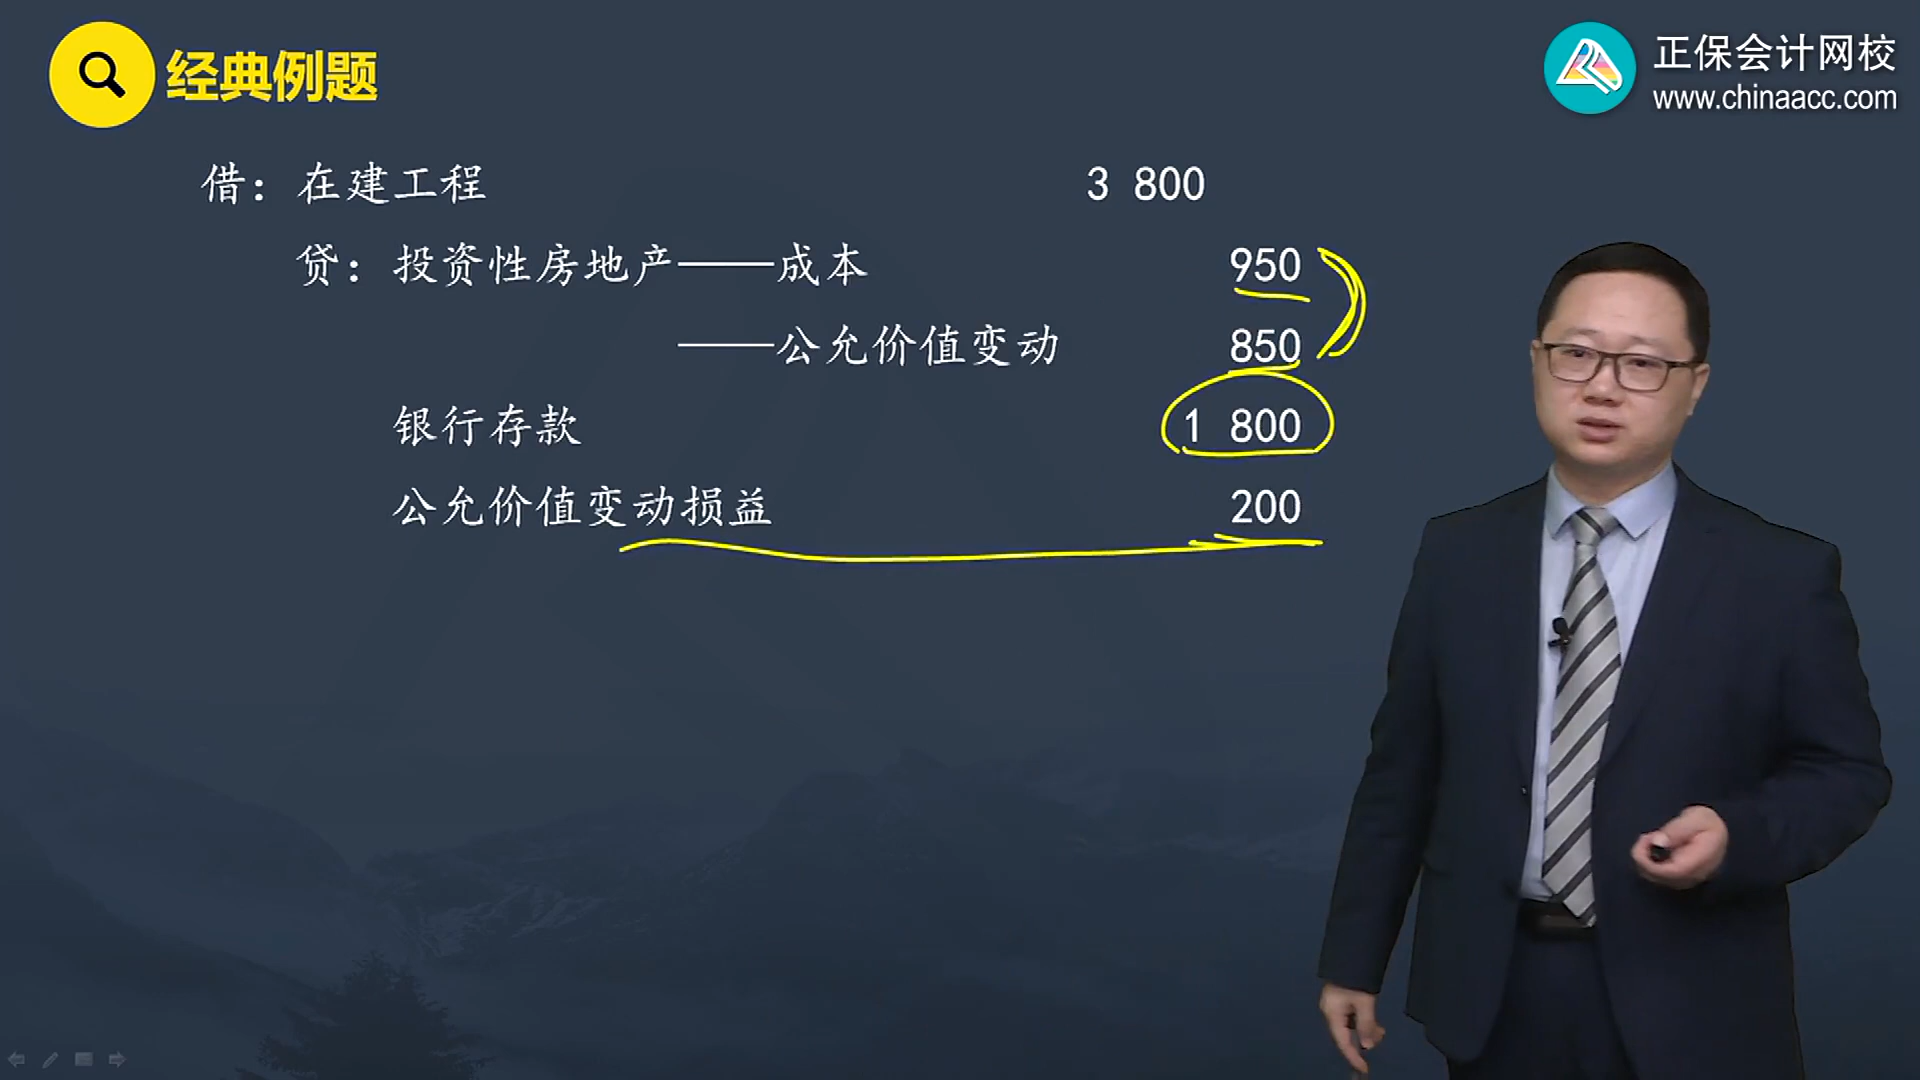 经典例题
正保会计网校
www.chinaacc.com
借：在建工程 3 800
贷：投资性房地产——成本 950
——公允价值变动 850
银行存款 1 800
公允价值变动损益 200